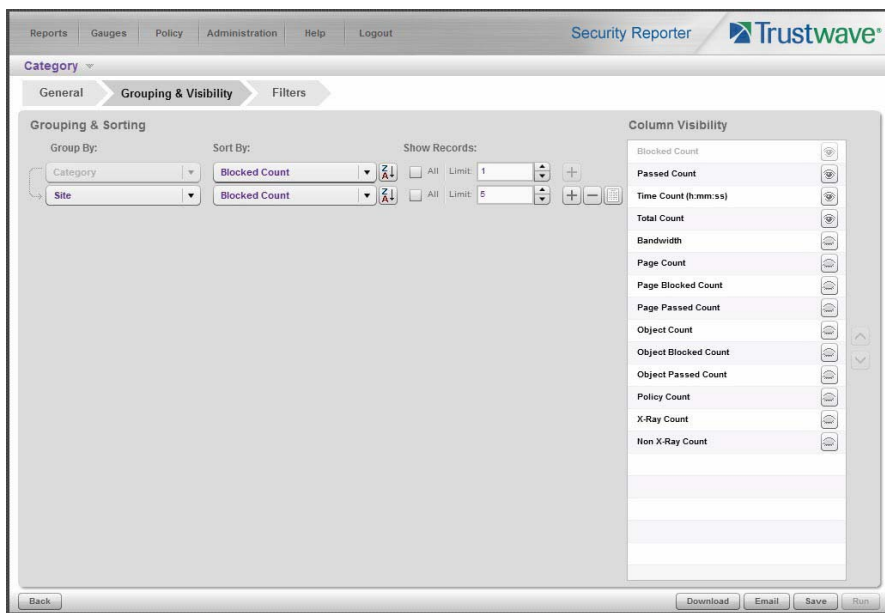 Reports Gauges Policy Administration Help Logout Security Reporter Trustwave®
Category
General Grouping & Visibility Filters
Grouping & Sorting
Group By: Sort By: Show Records:
Category Blocked Count All Limit: 1
Site Blocked Count All Limit: 5
Column Visibility
Blocked Count
Passed Count
Time Count (h:mm:ss)
Total Count
Bandwidth
Page Count
Page Blocked Count
Page Passed Count
Object Count
Object Blocked Count
Object Passed Count
Policy Count
X-Ray Count
Non X-Ray Count
Back Download Email Save Run